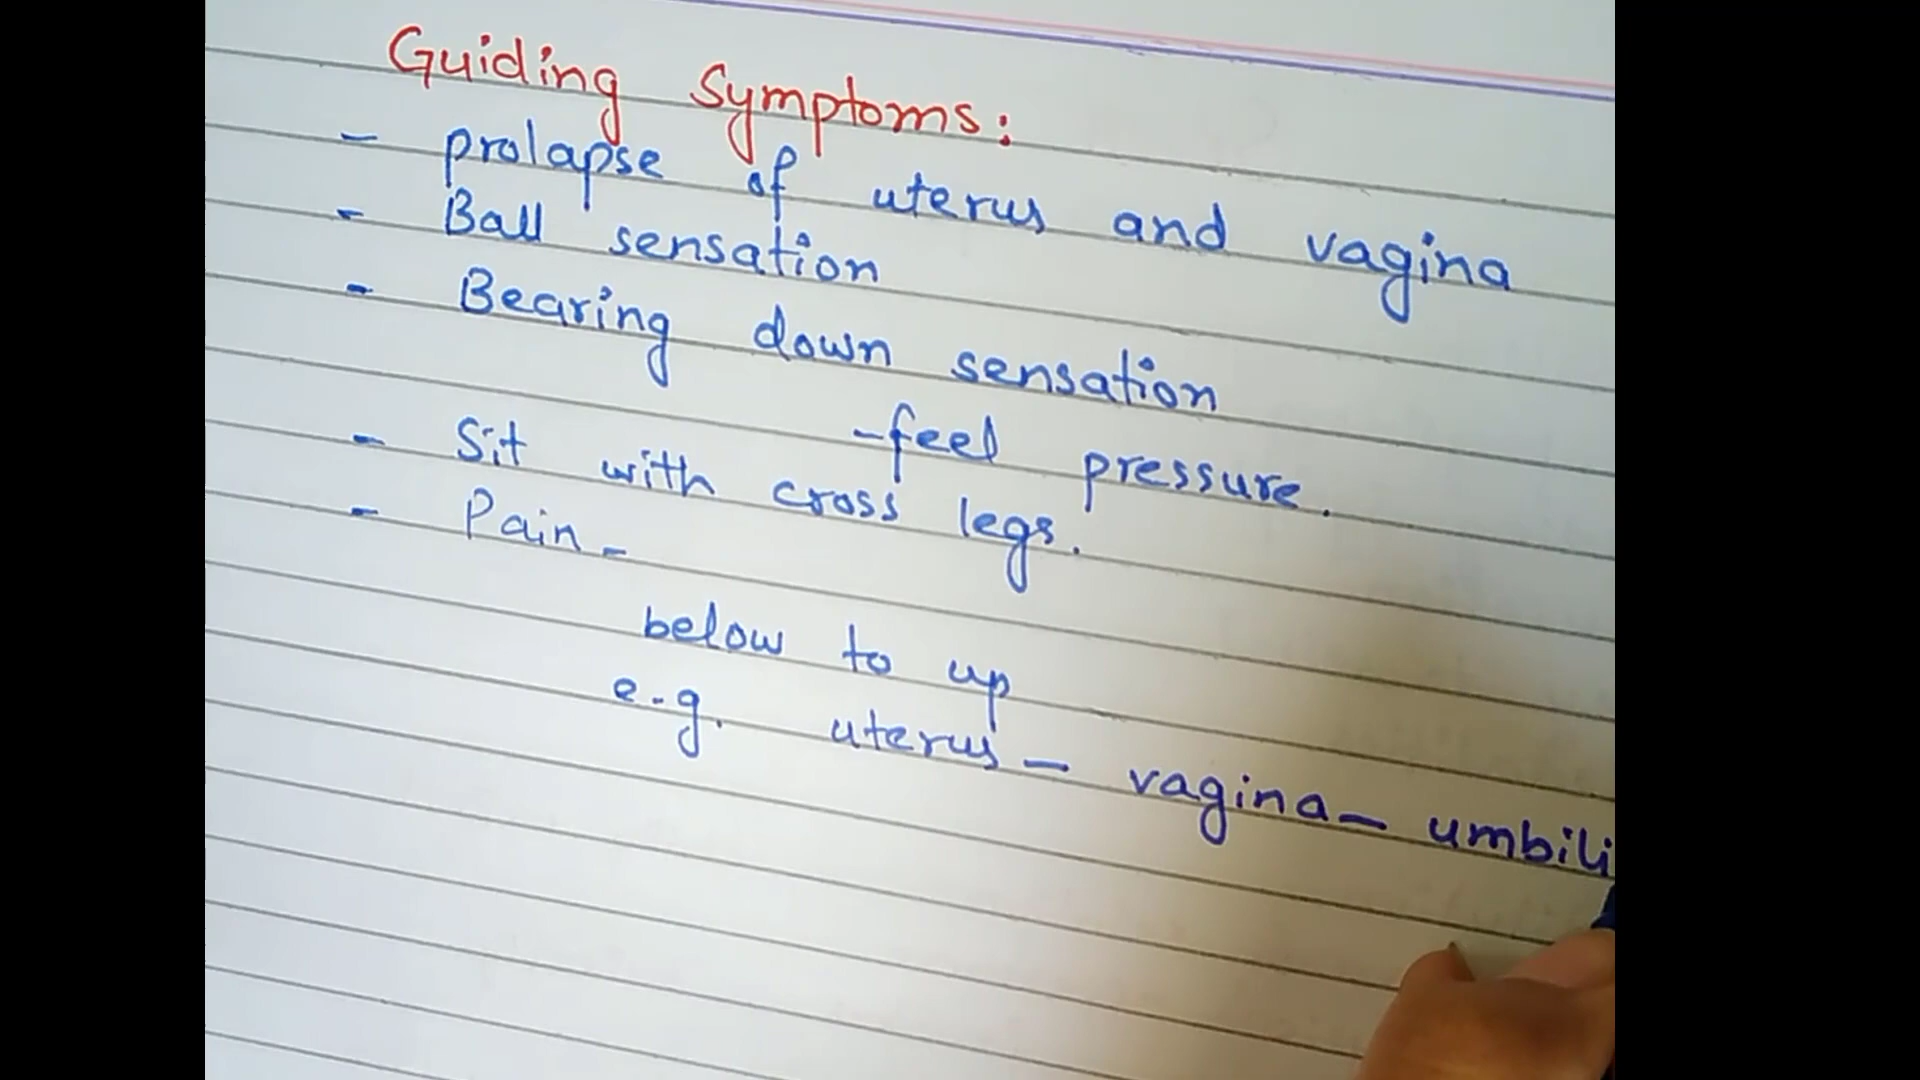 Guiding Symptoms:
- prolapse of uterus and vagina
- Ball sensation
- Bearing down sensation
- feel pressure.
- Sit with cross legs.
- Pain -
below to up
e.g. uterus - vagina - umbili